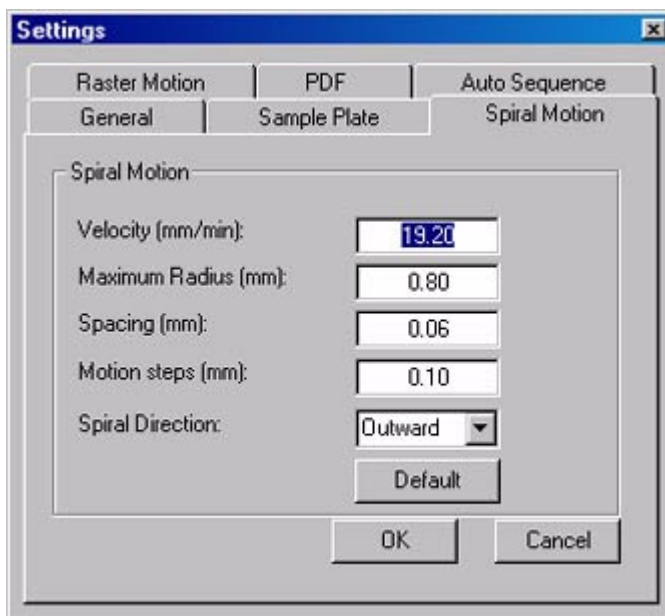 Settings
Raster Motion PDF Auto Sequence
General Sample Plate Spiral Motion
Spiral Motion
Velocity (mm/min): 19.20
Maximum Radius (mm): 0.80
Spacing (mm): 0.06
Motion steps (mm): 0.10
Spiral Direction: Outward
Default
OK Cancel